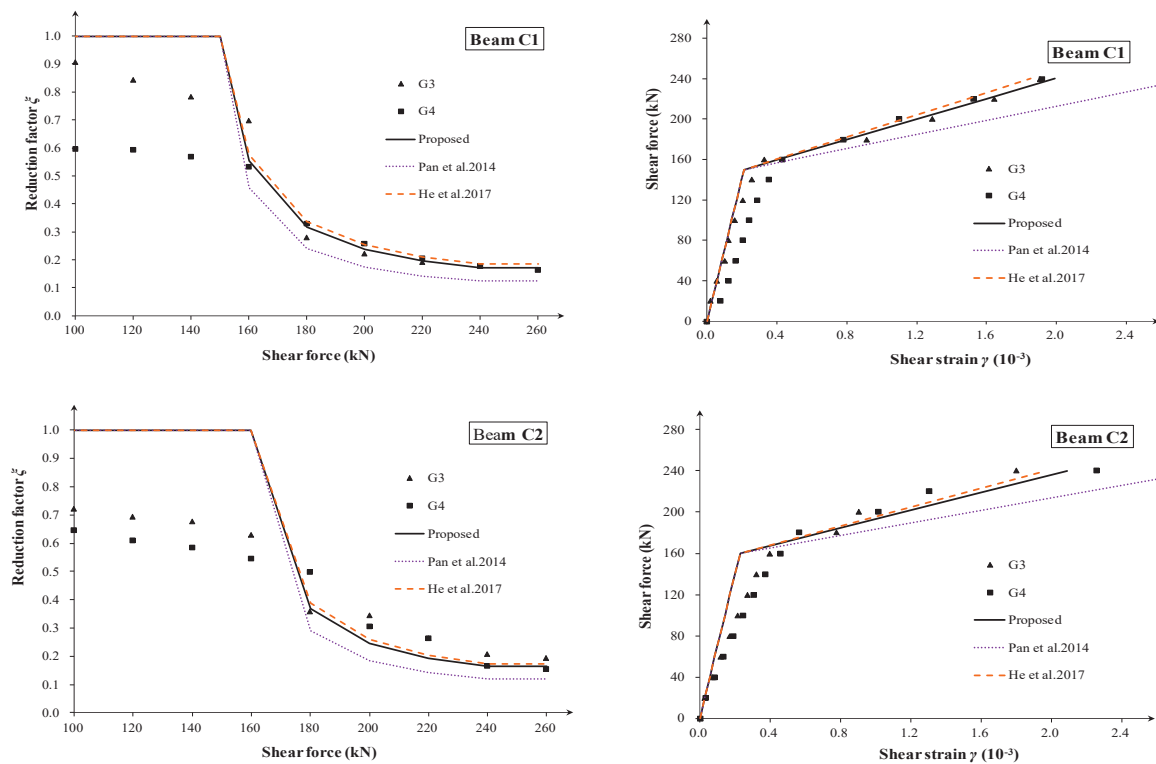 Beam C1
Reduction factor ξ
1.0
0.9
0.8
0.7
0.6
0.5
0.4
0.3
0.2
0.1
0.0
G3
G4
Proposed
Pan et al.2014
He et al.2017
100 120 140 160 180 200 220 240 260
Shear force (kN)
Beam C1
Shear force (kN)
280
240
200
160
120
80
40
0
G3
G4
Proposed
Pan et al.2014
He et al.2017
0.0 0.4 0.8 1.2 1.6 2.0 2.4
Shear strain γ (10⁻³)
Beam C2
Reduction factor ξ
1.0
0.9
0.8
0.7
0.6
0.5
0.4
0.3
0.2
0.1
0.0
G3
G4
Proposed
Pan et al.2014
He et al.2017
100 120 140 160 180 200 220 240 260
Shear force (kN)
Beam C2
Shear force (kN)
280
240
200
160
120
80
40
0
G3
G4
Proposed
Pan et al.2014
He et al.2017
0.0 0.4 0.8 1.2 1.6 2.0 2.4
Shear strain γ (10⁻³)